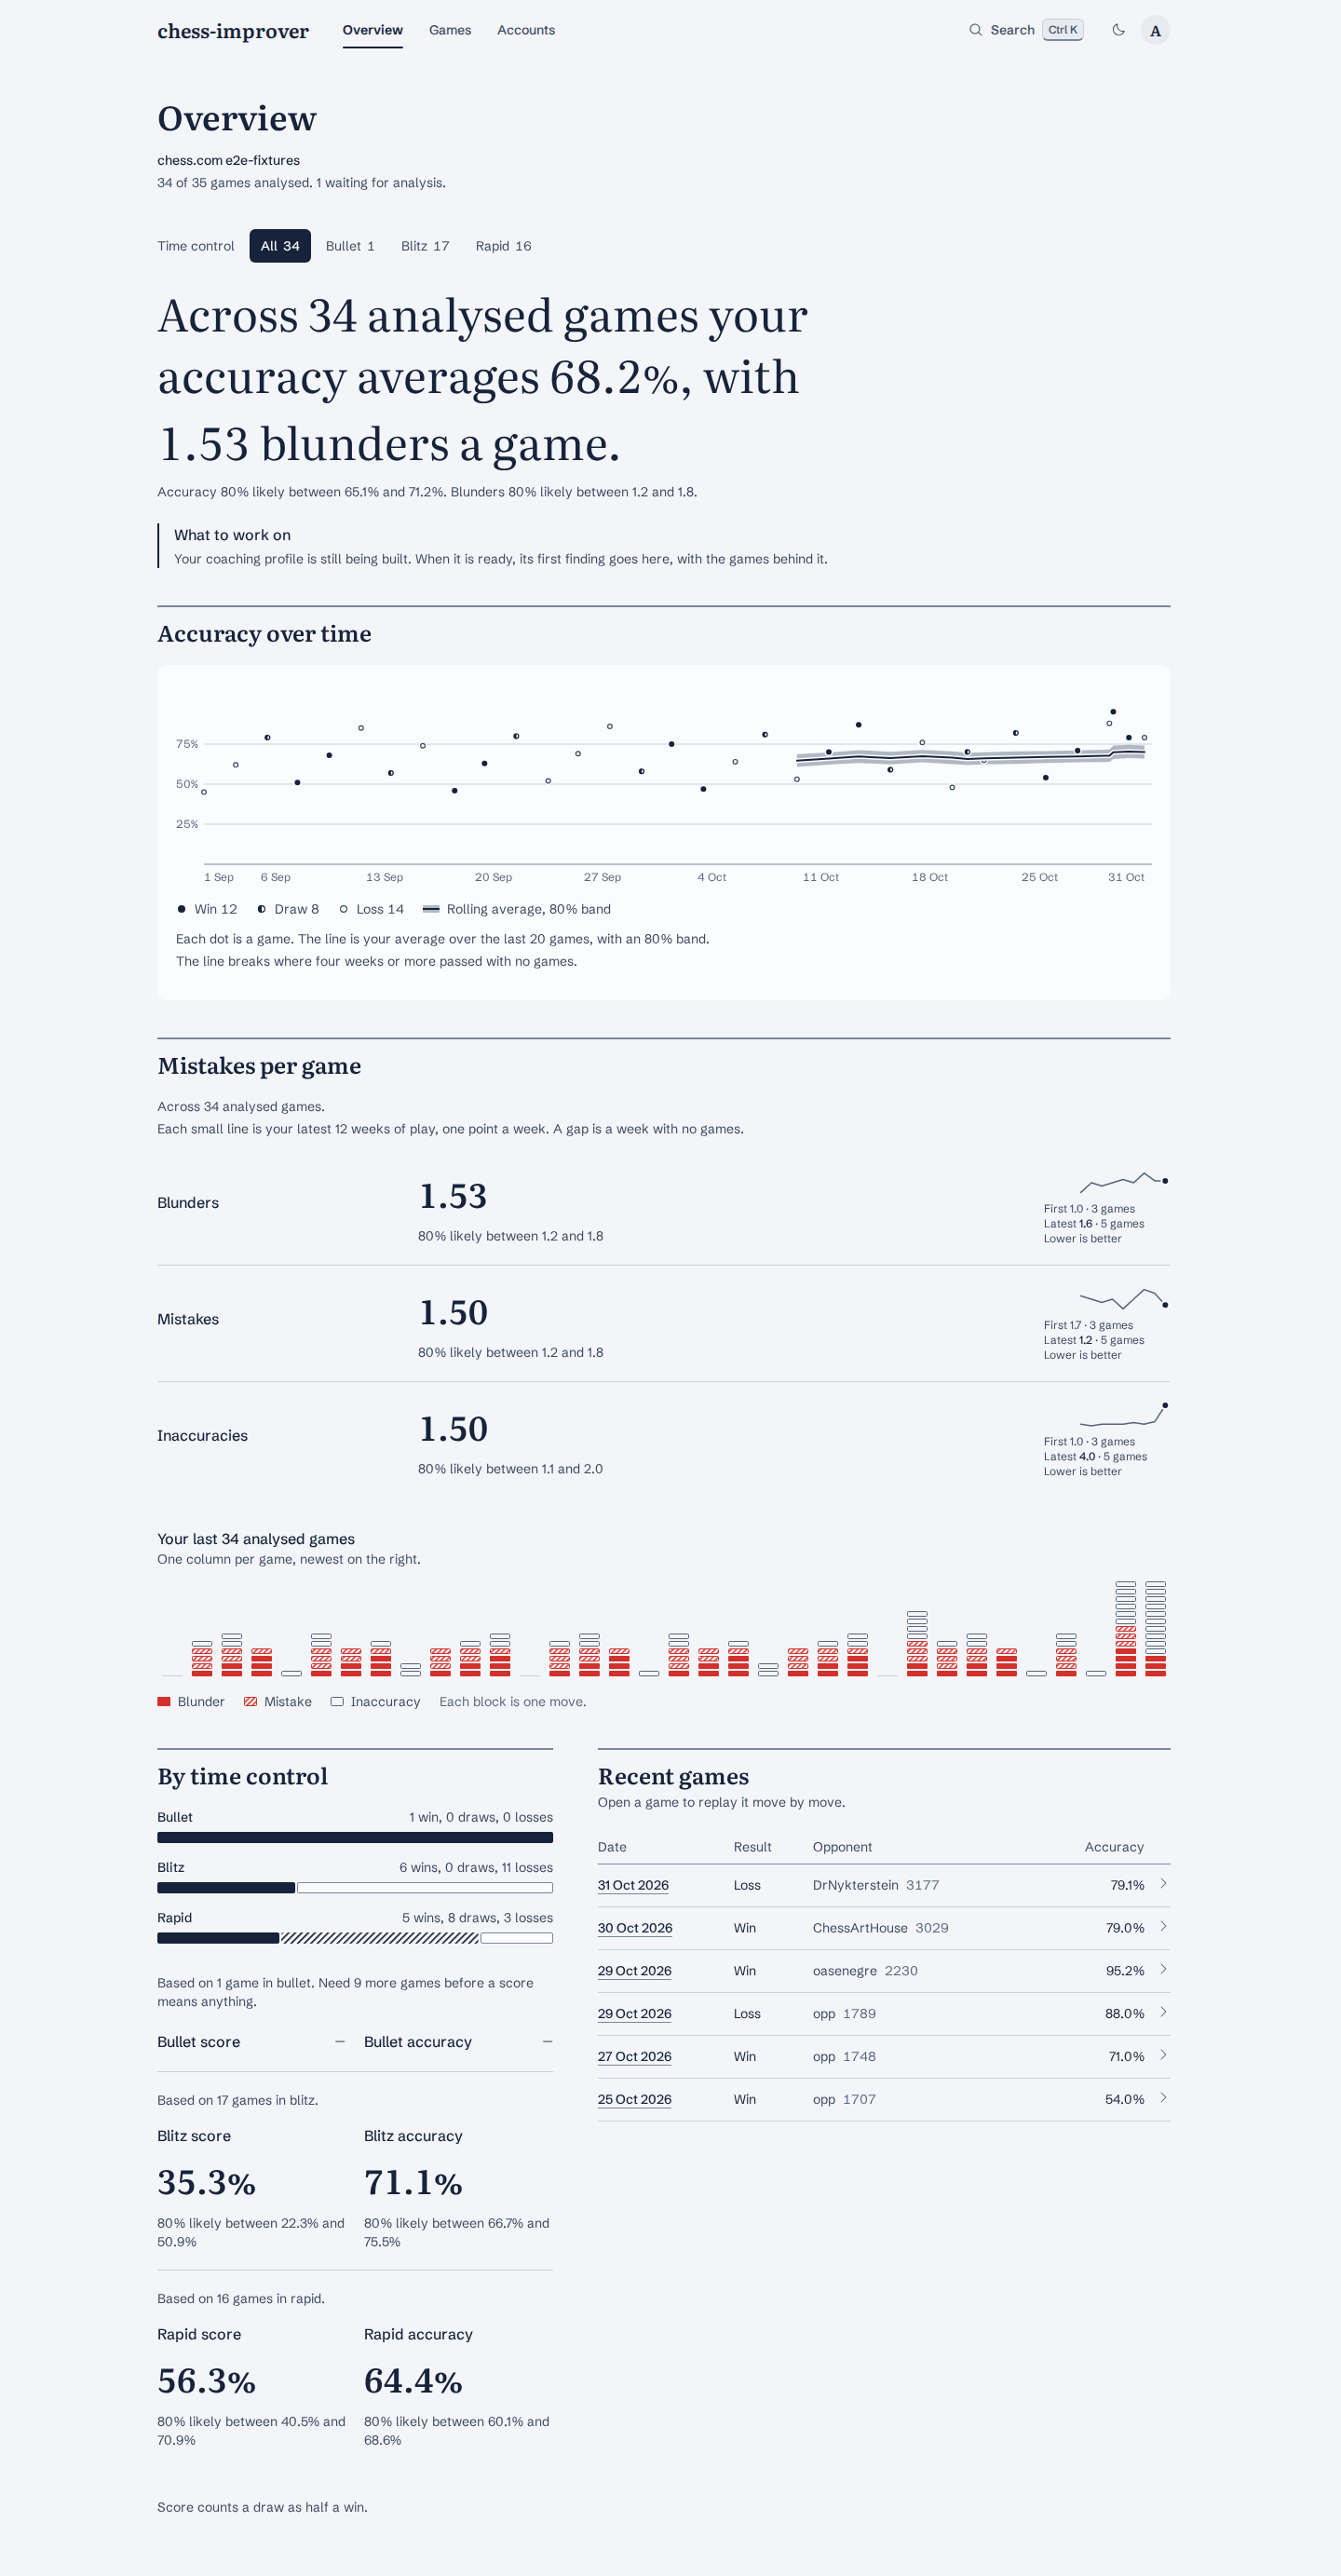 chess-improver Overview Games Accounts Search Ctrl K A
Overview
chess.com e2e-fixtures
34 of 35 games analysed. 1 waiting for analysis.
Time control All 34 Bullet 1 Blitz 17 Rapid 16
Across 34 analysed games your
accuracy averages 68.2%, with
1.53 blunders a game.
Accuracy 80% likely between 65.1% and 71.2%. Blunders 80% likely between 1.2 and 1.8.
What to work on
Your coaching profile is still being built. When it is ready, its first finding goes here, with the games behind it.
Accuracy over time
75%
50%
25%
1 Sep 6 Sep 13 Sep 20 Sep 27 Sep 4 Oct 11 Oct 18 Oct 25 Oct 31 Oct
Win 12 Draw 8 Loss 14 Rolling average, 80% band
Each dot is a game. The line is your average over the last 20 games, with an 80% band.
The line breaks where four weeks or more passed with no games.
Mistakes per game
Across 34 analysed games.
Each small line is your latest 12 weeks of play, one point a week. A gap is a week with no games.
Blunders
1.53
80% likely between 1.2 and 1.8
First 1.0 · 3 games
Latest 1.6 · 5 games
Lower is better
Mistakes
1.50
80% likely between 1.2 and 1.8
First 1.7 · 3 games
Latest 1.2 · 5 games
Lower is better
Inaccuracies
1.50
80% likely between 1.1 and 2.0
First 1.0 · 3 games
Latest 4.0 · 5 games
Lower is better
Your last 34 analysed games
One column per game, newest on the right.
Blunder Mistake Inaccuracy Each block is one move.
By time control
Bullet 1 win, 0 draws, 0 losses
Blitz 6 wins, 0 draws, 11 losses
Rapid 5 wins, 8 draws, 3 losses
Based on 1 game in bullet. Need 9 more games before a score
means anything.
Bullet score – Bullet accuracy –
Based on 17 games in blitz.
Blitz score Blitz accuracy
35.3% 71.1%
80% likely between 22.3% and
50.9%
80% likely between 66.7% and
75.5%
Based on 16 games in rapid.
Rapid score Rapid accuracy
56.3% 64.4%
80% likely between 40.5% and
70.9%
80% likely between 60.1% and
68.6%
Score counts a draw as half a win.
Recent games
Open a game to replay it move by move.
Date Result Opponent Accuracy
31 Oct 2026 Loss DrNykterstein 3177 79.1%
30 Oct 2026 Win ChessArtHouse 3029 79.0%
29 Oct 2026 Win oasenegre 2230 95.2%
29 Oct 2026 Loss opp 1789 88.0%
27 Oct 2026 Win opp 1748 71.0%
25 Oct 2026 Win opp 1707 54.0%